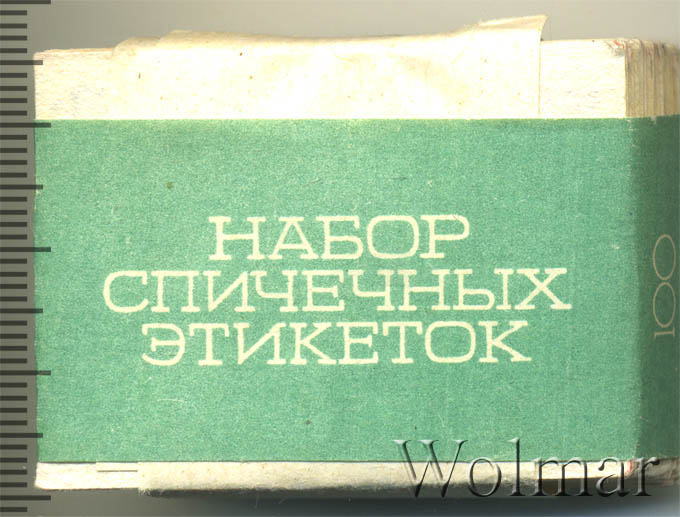 НАБОР
СПИЧЕЧНЫХ
ЭТИКЕТОК
100
Wolmar